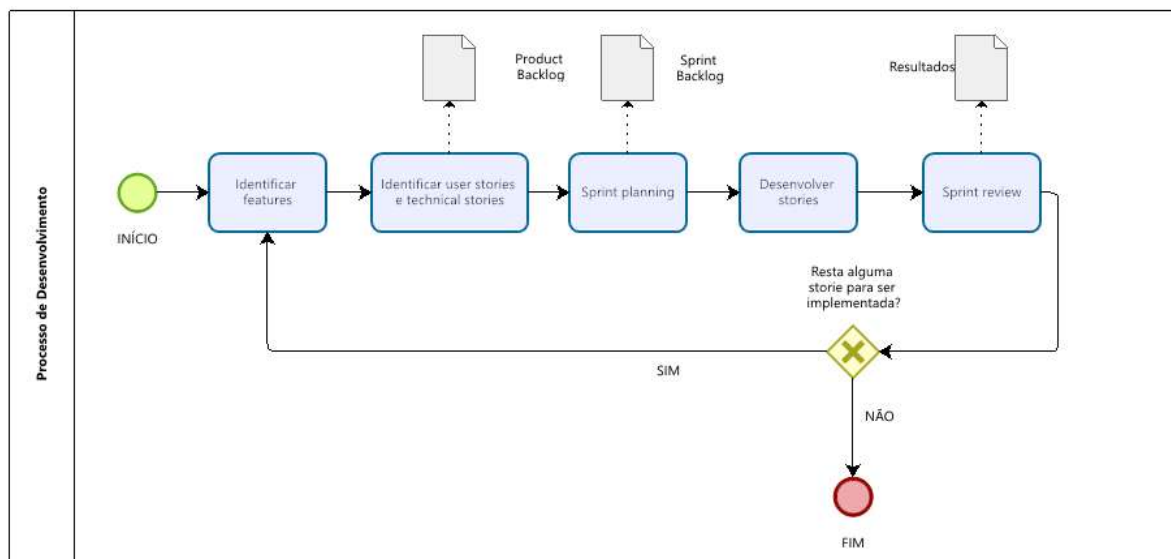 Processo de Desenvolvimento
Product
Backlog
Sprint
Backlog
Resultados
INÍCIO
Identificar
features
Identificar user stories
e technical stories
Sprint planning
Desenvolver
stories
Sprint review
Resta alguma
storie para ser
implementada?
SIM
NÃO
FIM